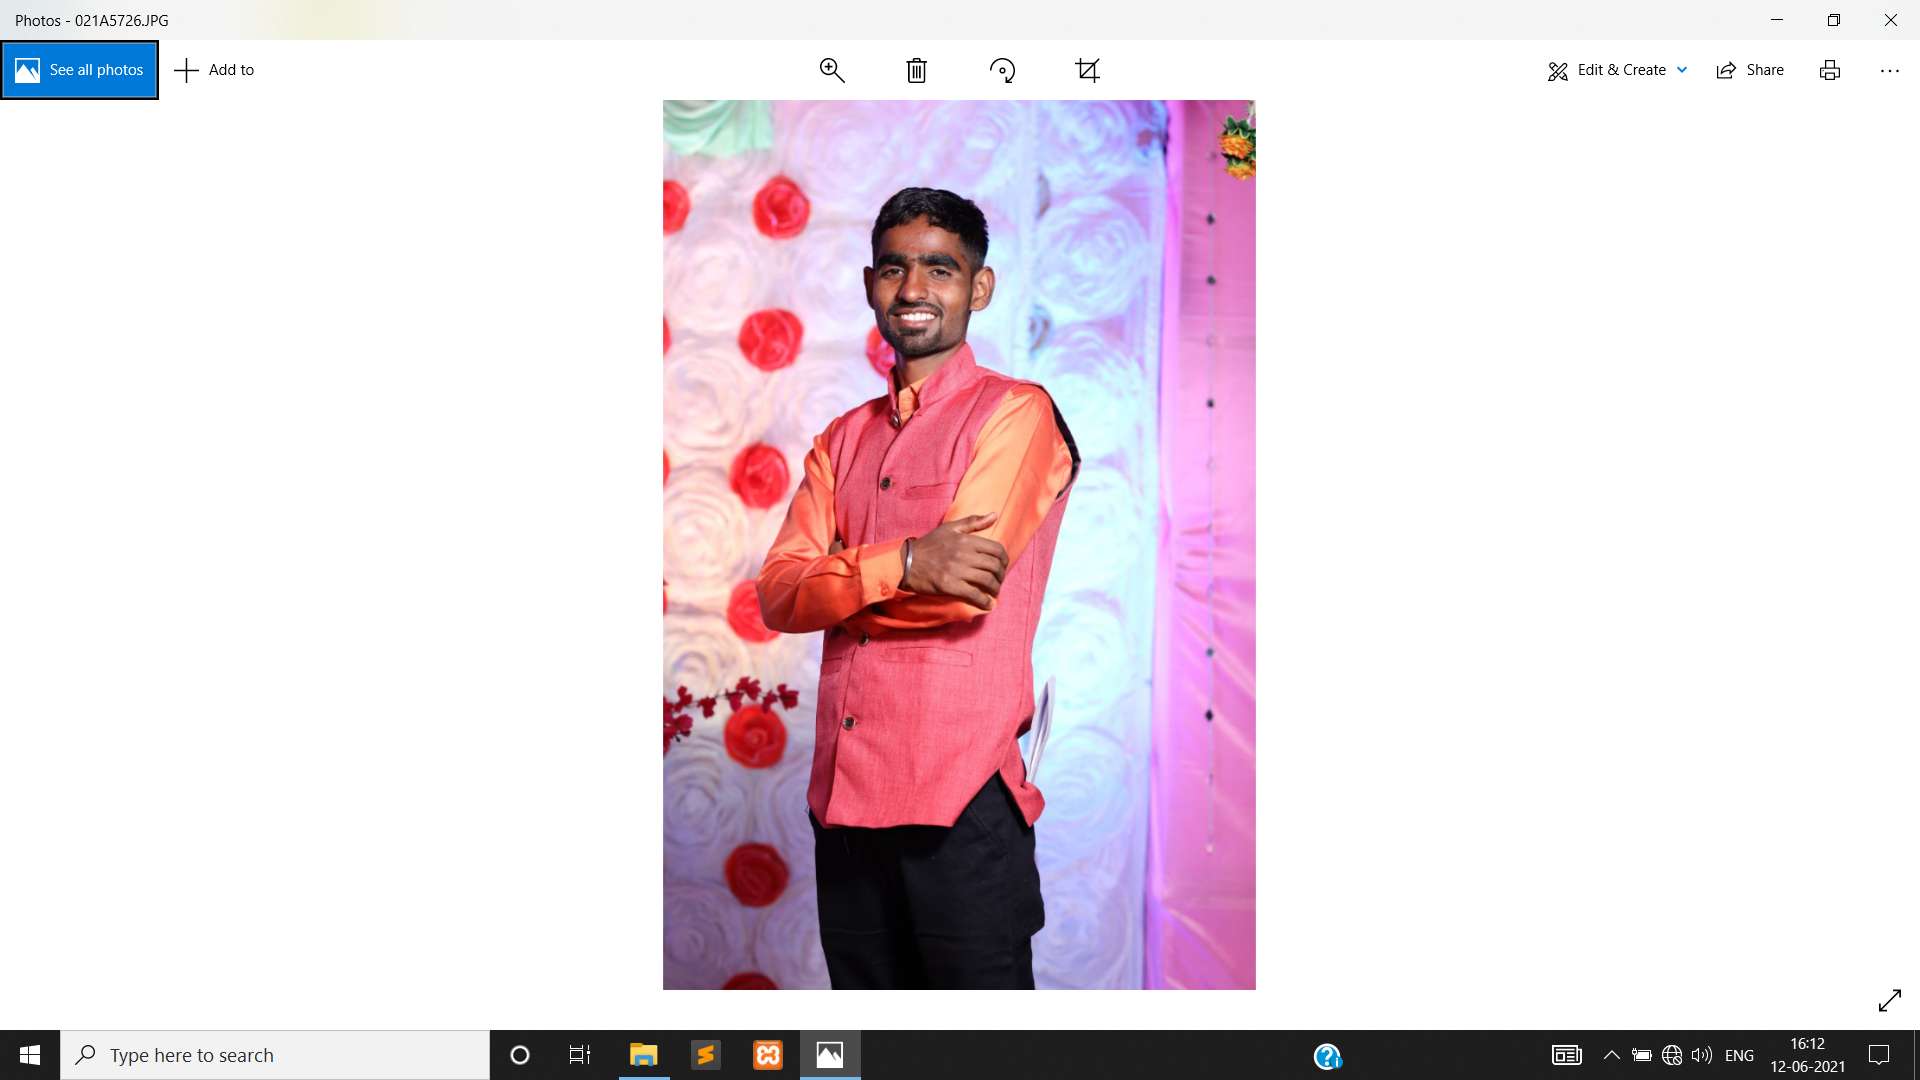 Photos - 021A5726.JPG
See all photos
Add to
Edit & Create
Share
Type here to search
ENG
16:12
12-06-2021